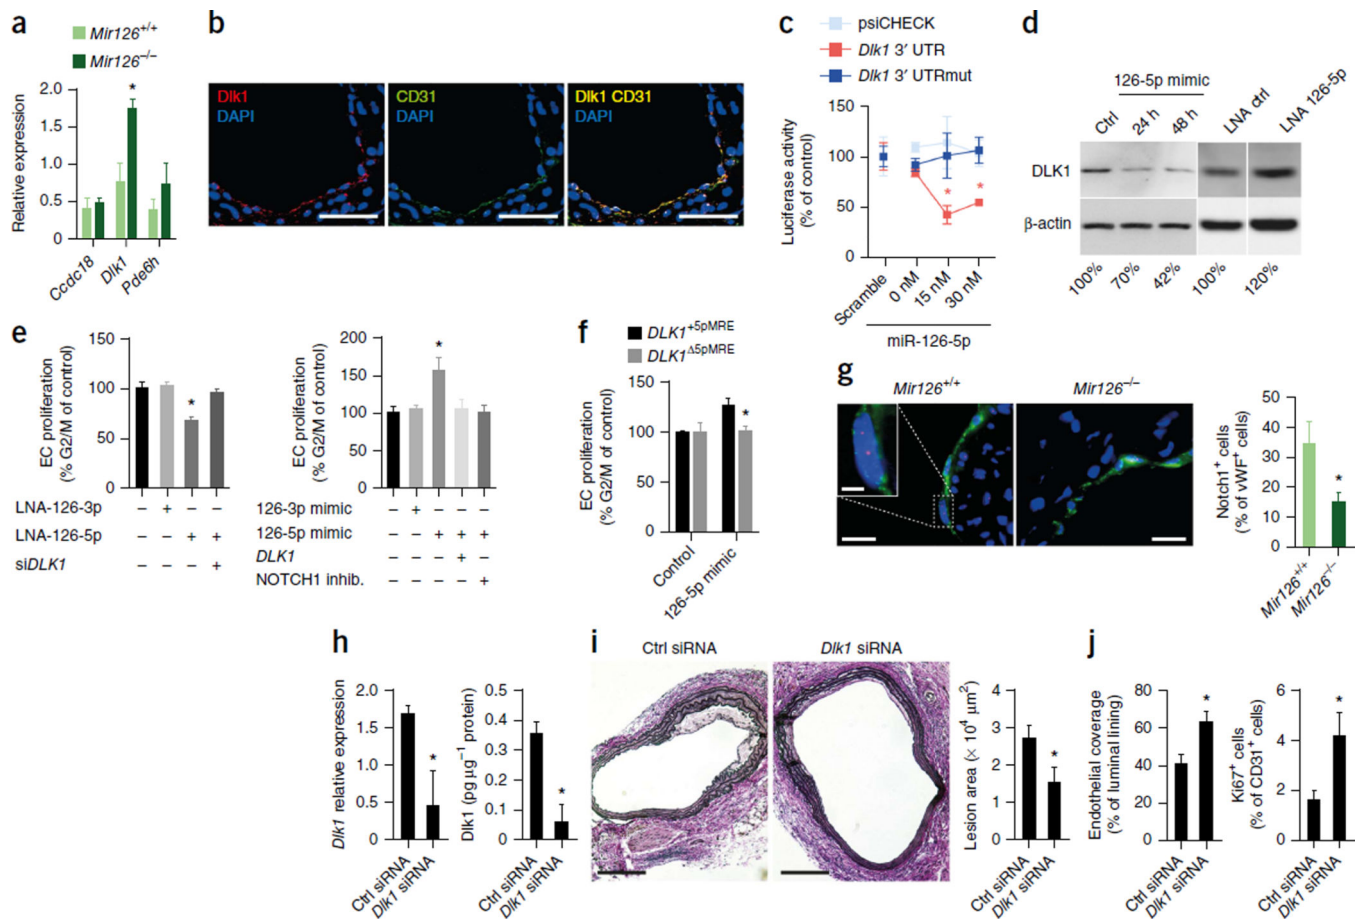 a
Mir126+/+
Mir126−/−
Relative expression
2.0
1.5
1.0
0.5
0
*
Ccdc18
Dlk1
Pde6h
b
Dlk1
DAPI
CD31
DAPI
Dlk1 CD31
DAPI
c
psiCHECK
Dlk1 3′ UTR
Dlk1 3′ UTRmut
Luciferase activity
(% of control)
150
100
50
0
* *
Scramble
0 nM
15 nM
30 nM
miR-126-5p
d
126-5p mimic
Ctrl
24 h
48 h
LNA ctrl
LNA 126-5p
DLK1
β-actin
100%
70%
42%
100%
120%
e
EC proliferation
(% G2/M of control)
150
100
50
0
*
LNA-126-3p – + – –
LNA-126-5p – – + +
siDLK1 – – – +
EC proliferation
(% G2/M of control)
200
150
100
50
0
*
126-3p mimic – + – – –
126-5p mimic – – + + +
DLK1 – – – + –
NOTCH1 inhib. – – – – +
f
DLK1+5pMRE
DLK1Δ5pMRE
EC proliferation
(% G2/M of control)
150
100
50
0
*
Control
126-5p mimic
g
Mir126+/+
Mir126−/−
Notch1+ cells
(% of vWF+ cells)
50
40
30
20
10
0
*
Mir126+/+
Mir126−/−
h
Dlk1 relative expression
2.0
1.5
1.0
0.5
0
*
Ctrl siRNA
Dlk1 siRNA
Dlk1 (pg µg−1 protein)
0.5
0.4
0.3
0.2
0.1
0
*
Ctrl siRNA
Dlk1 siRNA
i
Ctrl siRNA
Dlk1 siRNA
Lesion area (× 10⁴ µm²)
4
3
2
1
0
*
Ctrl siRNA
Dlk1 siRNA
j
Endothelial coverage
(% of luminal lining)
80
60
40
20
0
*
Ctrl siRNA
Dlk1 siRNA
Ki67+ cells
(% of CD31+ cells)
6
4
2
0
*
Ctrl siRNA
Dlk1 siRNA